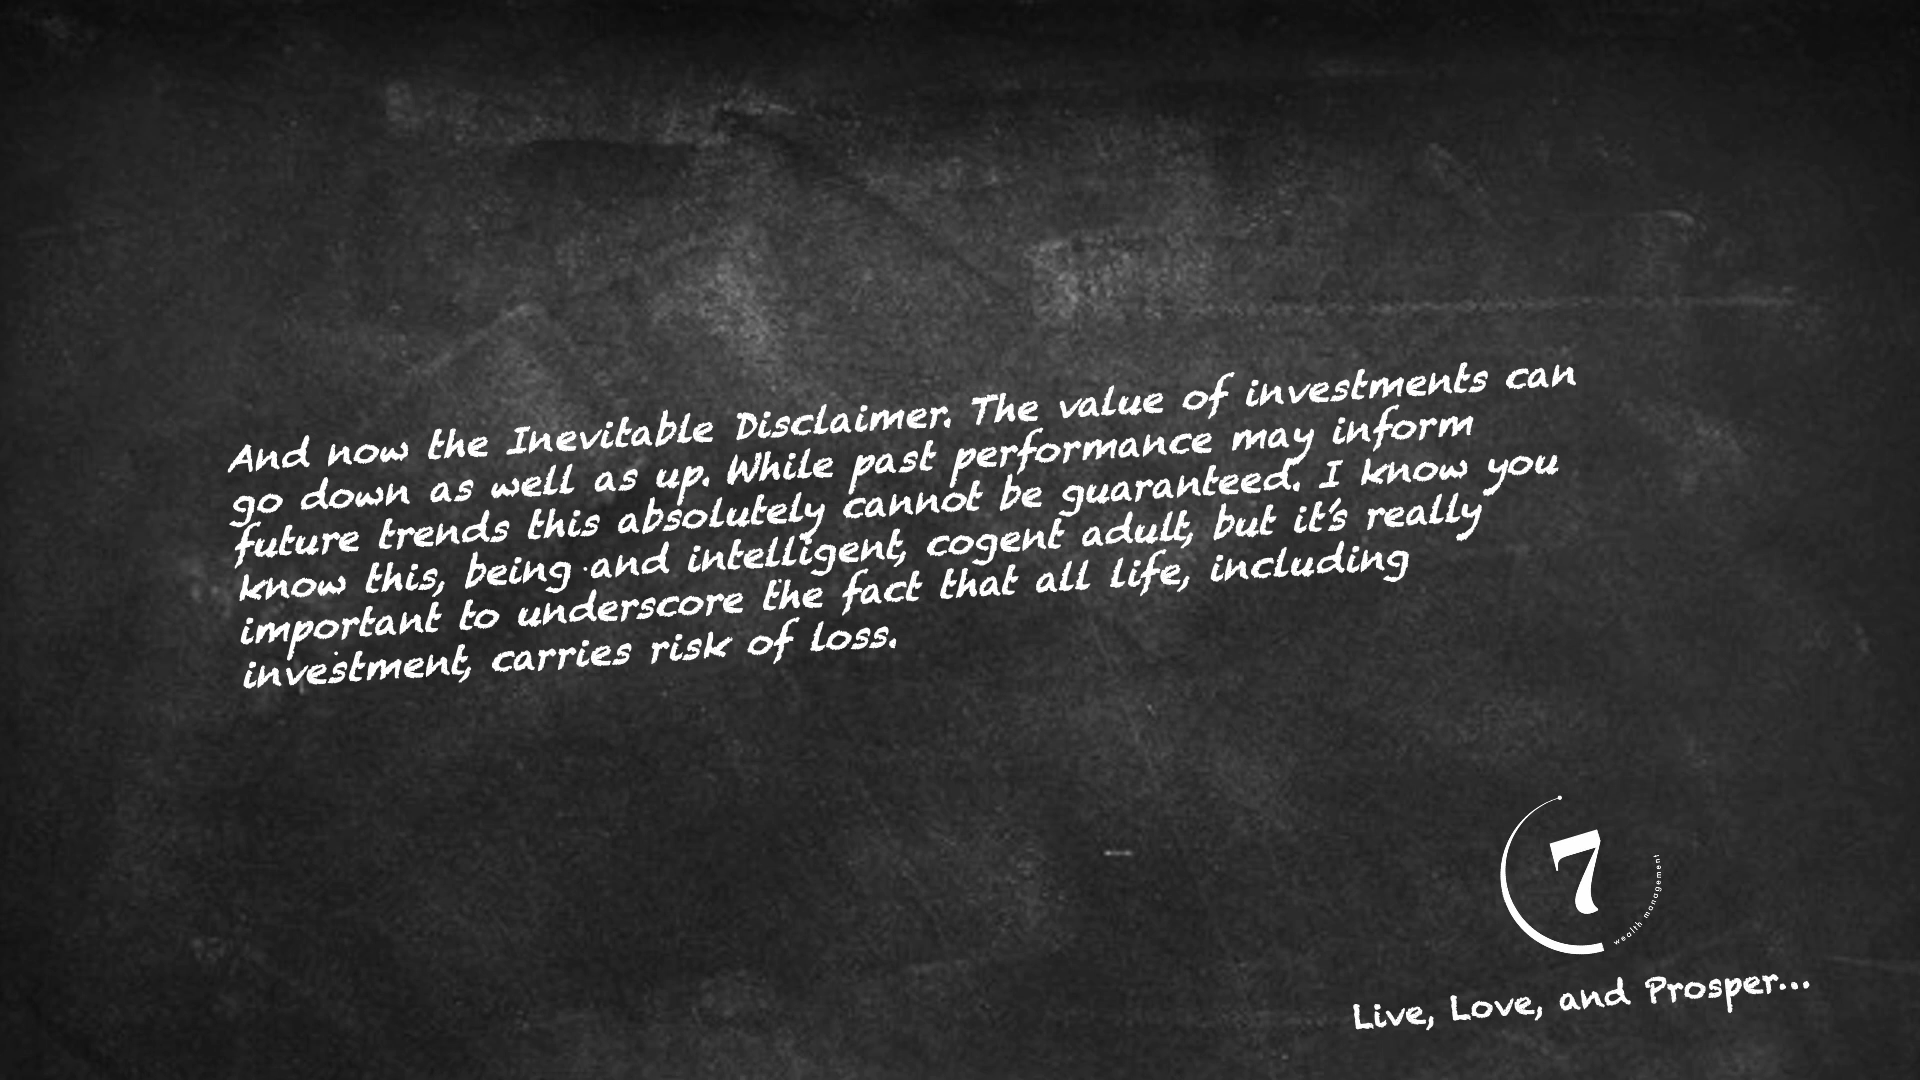 And now the Inevitable Disclaimer. The value of investments can
go down as well as up. While past performance may inform
future trends this absolutely cannot be guaranteed. I know you
know this, being and intelligent, cogent adult, but it's really
important to underscore the fact that all life, including
investment, carries risk of loss.
7
wealth management
Live, Love, and Prosper...